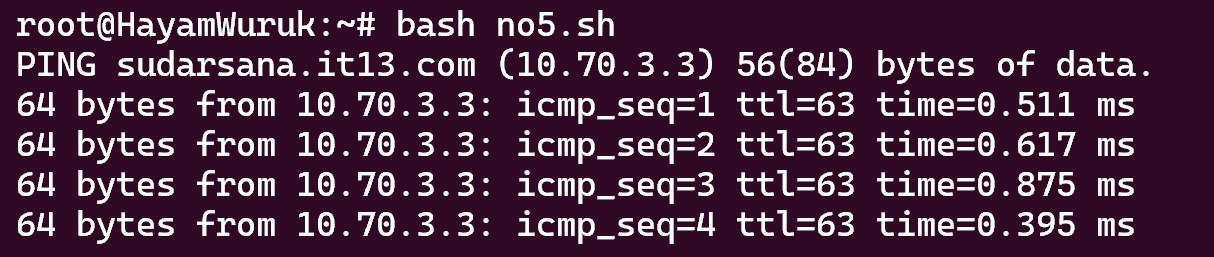 root@HayamWuruk:~# bash no5.sh
PING sudarsana.it13.com (10.70.3.3) 56(84) bytes of data.
64 bytes from 10.70.3.3: icmp_seq=1 ttl=63 time=0.511 ms
64 bytes from 10.70.3.3: icmp_seq=2 ttl=63 time=0.617 ms
64 bytes from 10.70.3.3: icmp_seq=3 ttl=63 time=0.875 ms
64 bytes from 10.70.3.3: icmp_seq=4 ttl=63 time=0.395 ms